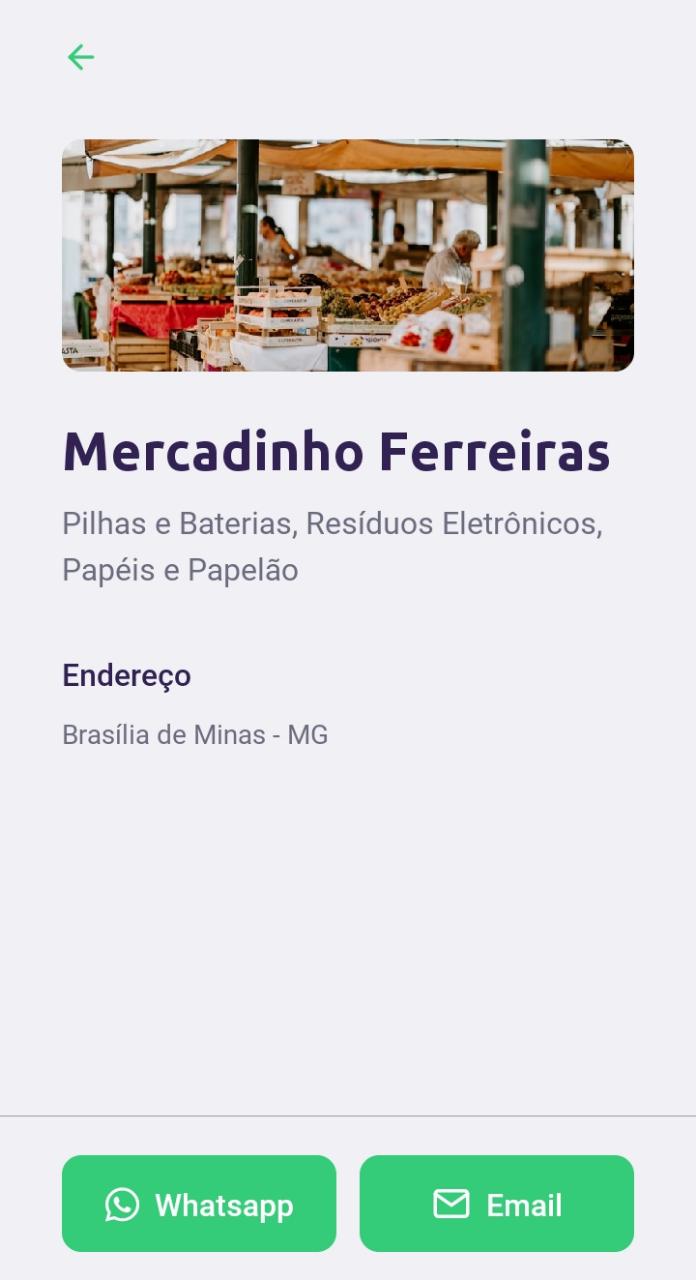 Mercadinho Ferreiras
Pilhas e Baterias, Resíduos Eletrônicos,
Papéis e Papelão
Endereço
Brasília de Minas - MG
Whatsapp
Email